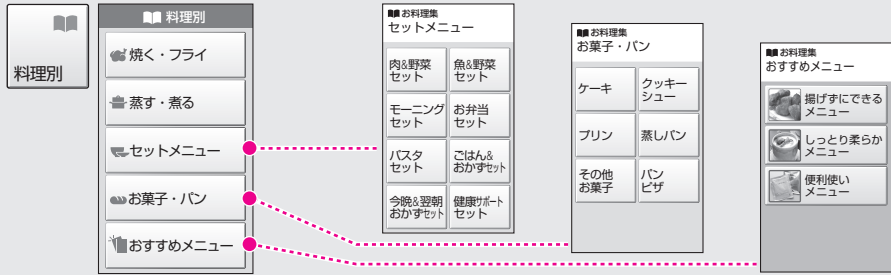 料理別
料理別
焼く・フライ
蒸す・煮る
セットメニュー
お菓子・パン
おすすめメニュー
お料理集
セットメニュー
肉&野菜
セット
魚&野菜
セット
モーニング
セット
お弁当
セット
パスタ
セット
ごはん&
おかずセット
今晩&翌朝
おかずセット
健康サポート
セット
お料理集
お菓子・パン
ケーキ
クッキー
シュー
プリン
蒸しパン
その他
お菓子
パン
ピザ
お料理集
おすすめメニュー
揚げずにできる
メニュー
しっとり柔らか
メニュー
便利使い
メニュー